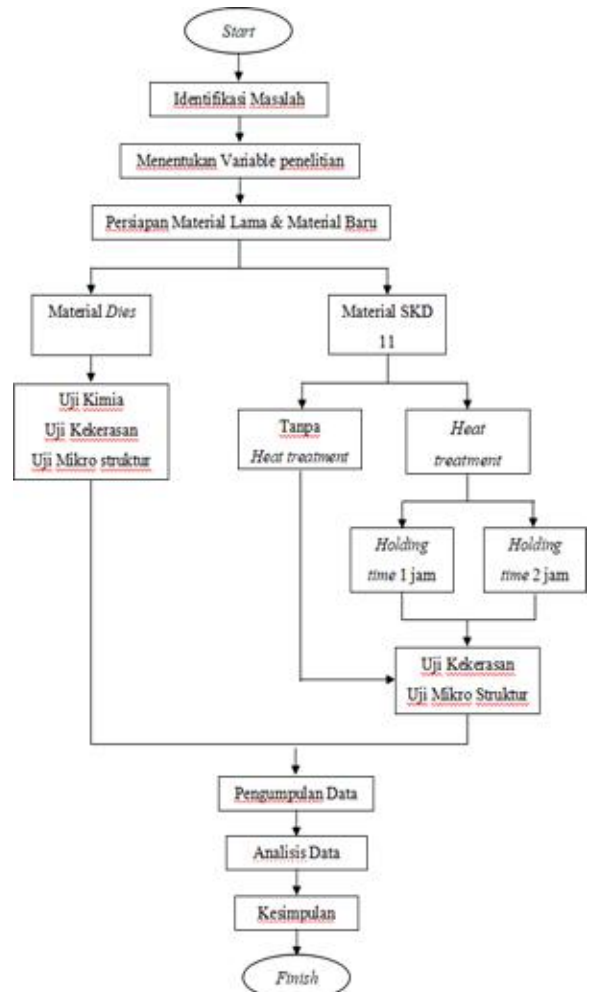 Start
Identifikasi Masalah
Menentukan Variable penelitian
Persiapan Material Lama & Material Baru
Material Dies
Material SKD
11
Uji Kimia
Uji Kekerasan
Uji Mikro struktur
Tanpa
Heat treatment
Heat
treatment
Holding
time 1 jam
Holding
time 2 jam
Uji Kekerasan
Uji Mikro Struktur
Pengumpulan Data
Analisis Data
Kesimpulan
Finish